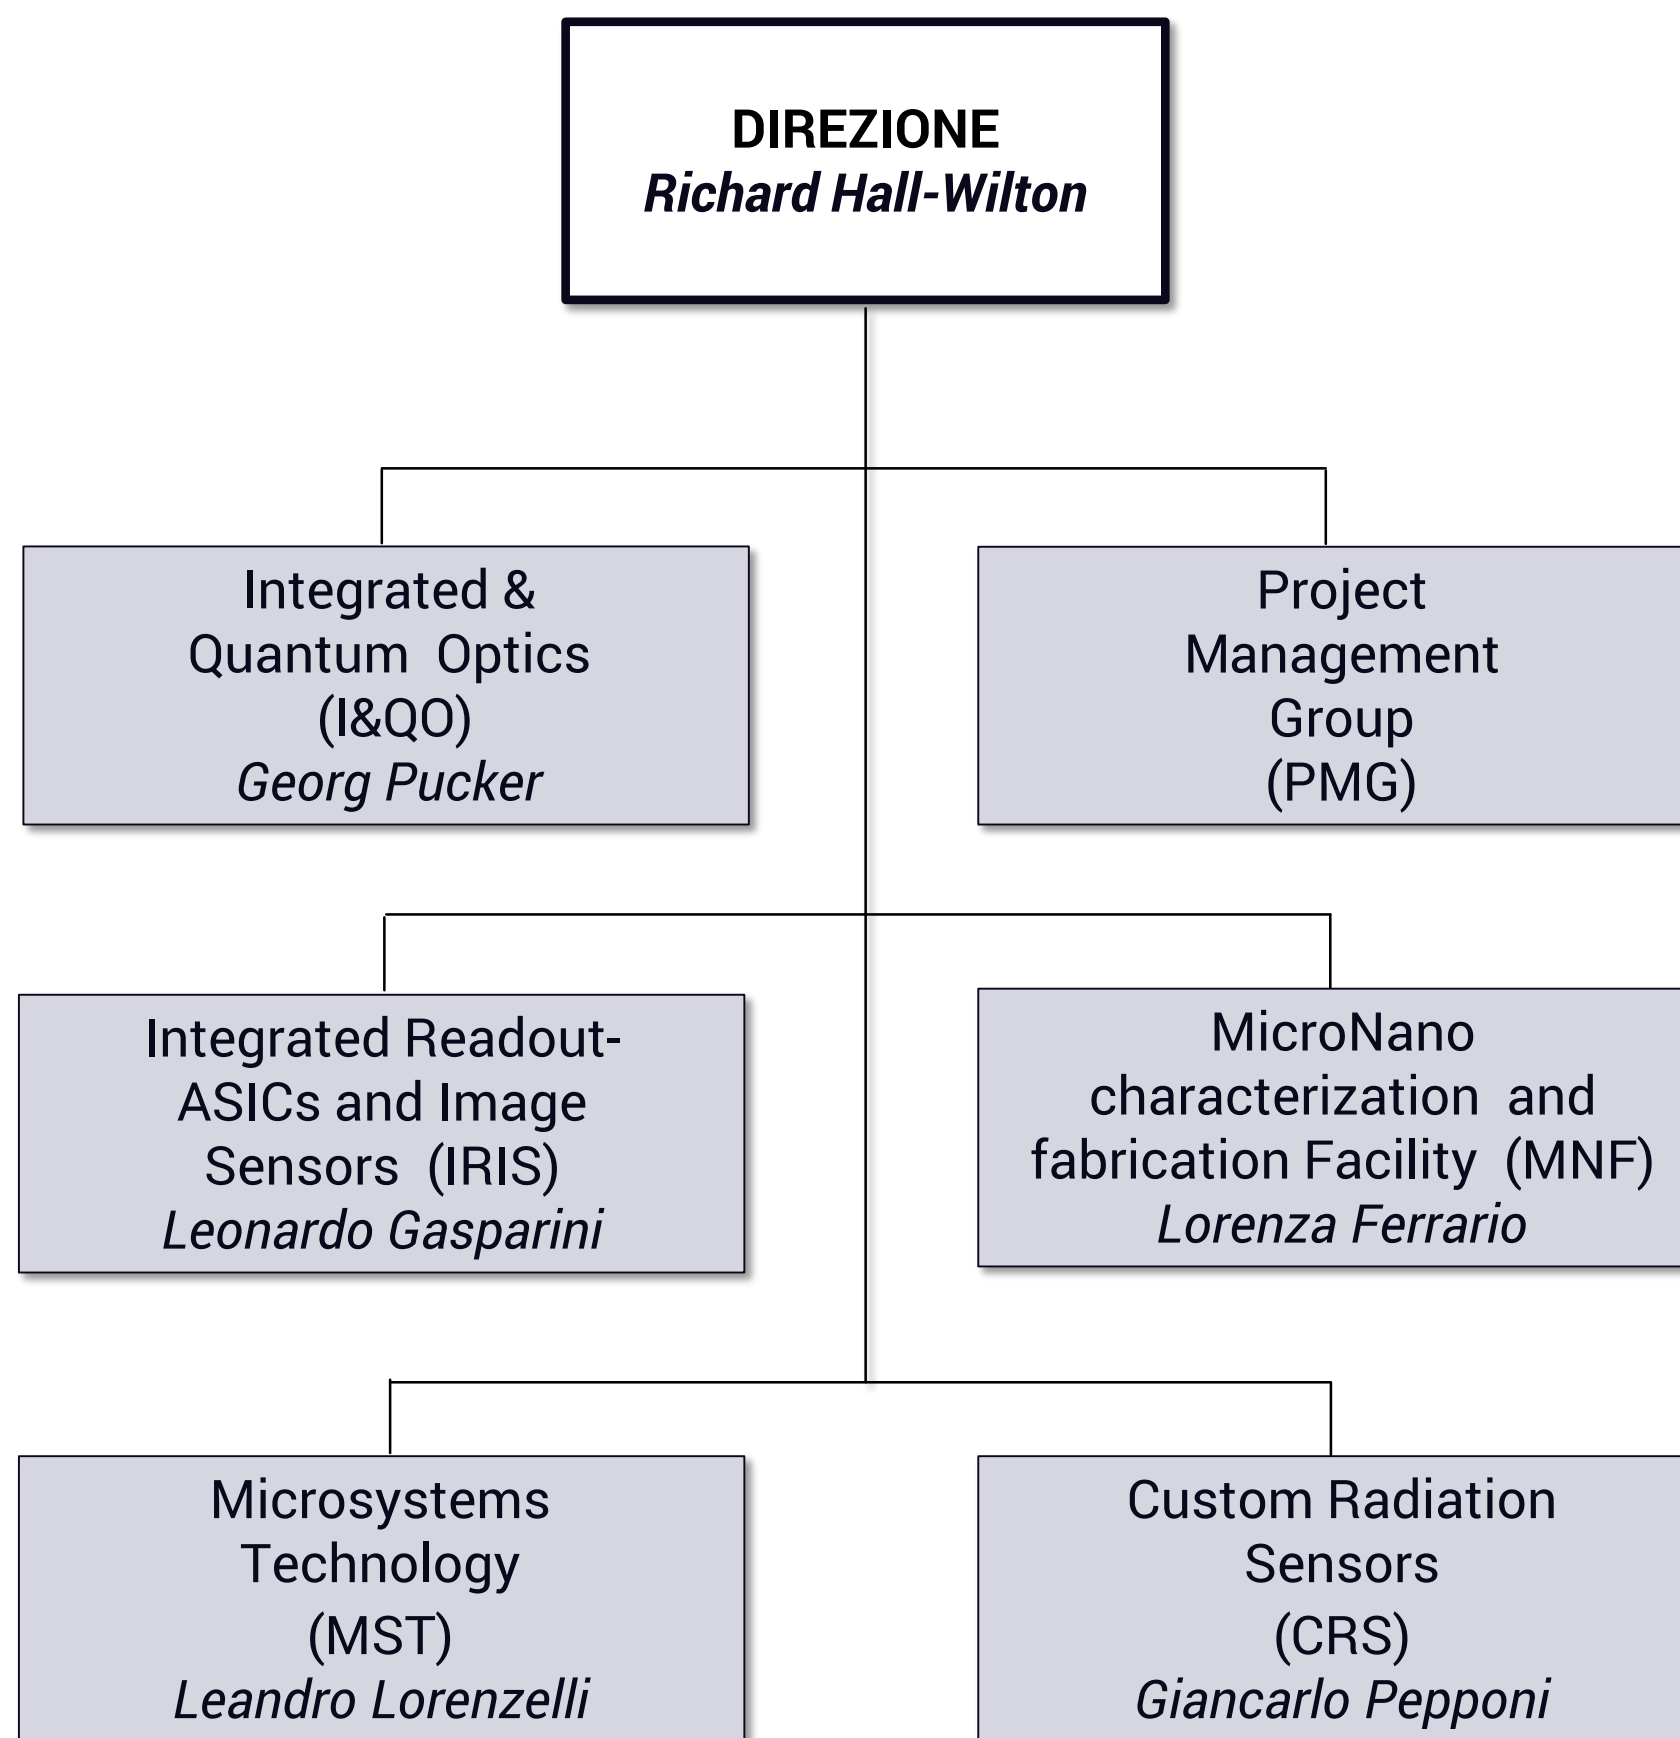 DIREZIONE
Richard Hall-Wilton
Integrated &
Quantum Optics
(I&QO)
Georg Pucker
Project
Management
Group
(PMG)
Integrated Readout-
ASICs and Image
Sensors (IRIS)
Leonardo Gasparini
MicroNano
characterization and
fabrication Facility (MNF)
Lorenza Ferrario
Microsystems
Technology
(MST)
Leandro Lorenzelli
Custom Radiation
Sensors
(CRS)
Giancarlo Pepponi